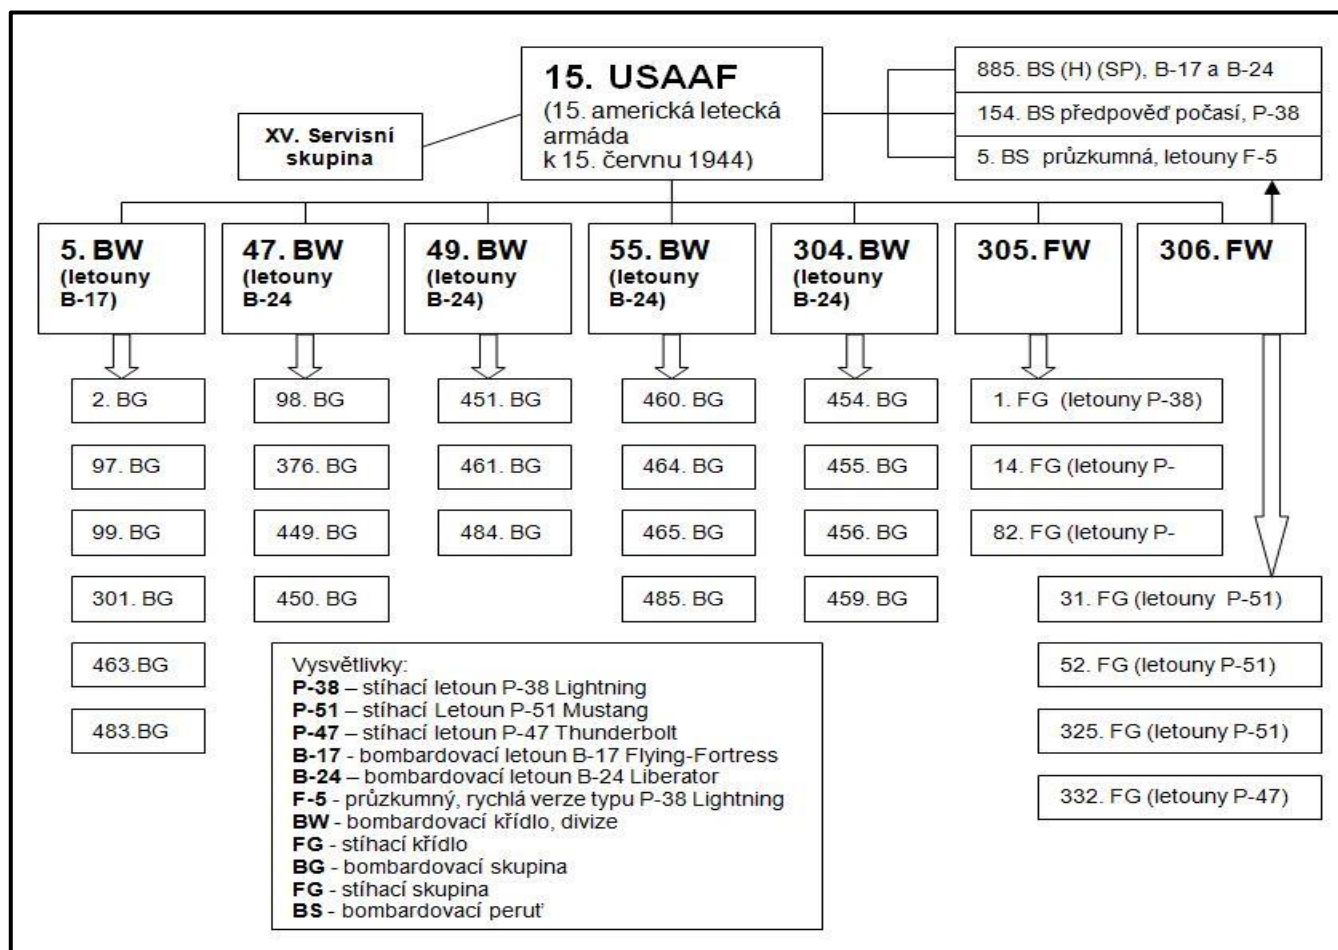 15. USAAF
(15. americká letecká
armáda
k 15. červnu 1944)
XV. Servisní
skupina
885. BS (H) (SP), B-17 a B-24
154. BS předpověď počasí, P-38
5. BS průzkumná, letouny F-5
5. BW
(letouny
B-17)
47. BW
(letouny
B-24
49. BW
(letouny
B-24)
55. BW
(letouny
B-24)
304. BW
(letouny
B-24)
305. FW
306. FW
2. BG
97. BG
99. BG
301. BG
463.BG
483.BG
98. BG
376. BG
449. BG
450. BG
451. BG
461. BG
484. BG
460. BG
464. BG
465. BG
485. BG
454. BG
455. BG
456. BG
459. BG
1. FG (letouny P-38)
14. FG (letouny P-
82. FG (letouny P-
31. FG (letouny P-51)
52. FG (letouny P-51)
325. FG (letouny P-51)
332. FG (letouny P-47)
Vysvětlivky:
P-38 – stíhací letoun P-38 Lightning
P-51 – stíhací Letoun P-51 Mustang
P-47 – stíhací letoun P-47 Thunderbolt
B-17 - bombardovací letoun B-17 Flying-Fortress
B-24 – bombardovací letoun B-24 Liberator
F-5 - průzkumný, rychlá verze typu P-38 Lightning
BW - bombardovací křídlo, divize
FG - stíhací křídlo
BG - bombardovací skupina
FG - stíhací skupina
BS - bombardovací peruť